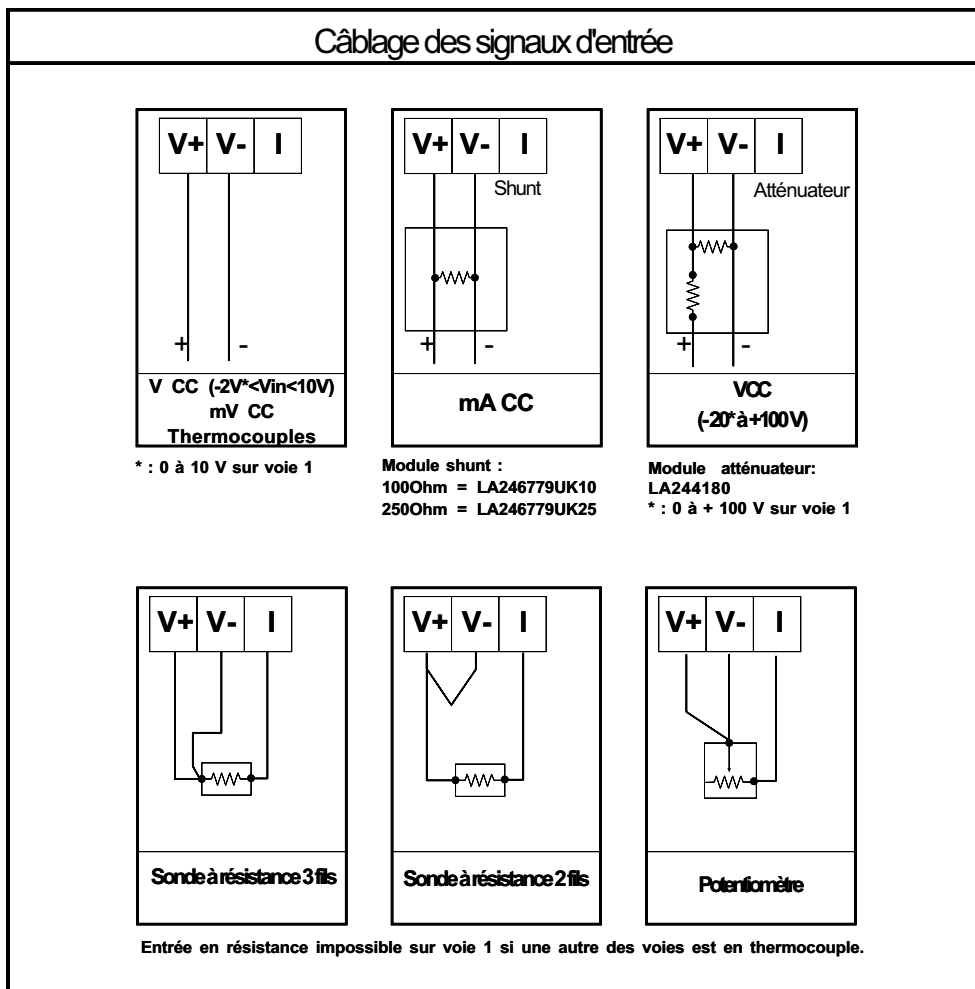 Câblage des signaux d'entrée
V+ V- I
V+ V- I
V+ V- I
Shunt
Atténuateur
+ -
+ -
+ -
V CC (-2V*<Vin<10V)
mV CC
Thermocouples
mA CC
VCC
(-20* à +100 V)
* : 0 à 10 V sur voie 1
Module shunt :
100Ohm = LA246779UK10
250Ohm = LA246779UK25
Module atténuateur:
LA244180
* : 0 à + 100 V sur voie 1
V+ V- I
V+ V- I
V+ V- I
Sonde à résistance 3 fils
Sonde à résistance 2 fils
Potentiomètre
Entrée en résistance impossible sur voie 1 si une autre des voies est en thermocouple.